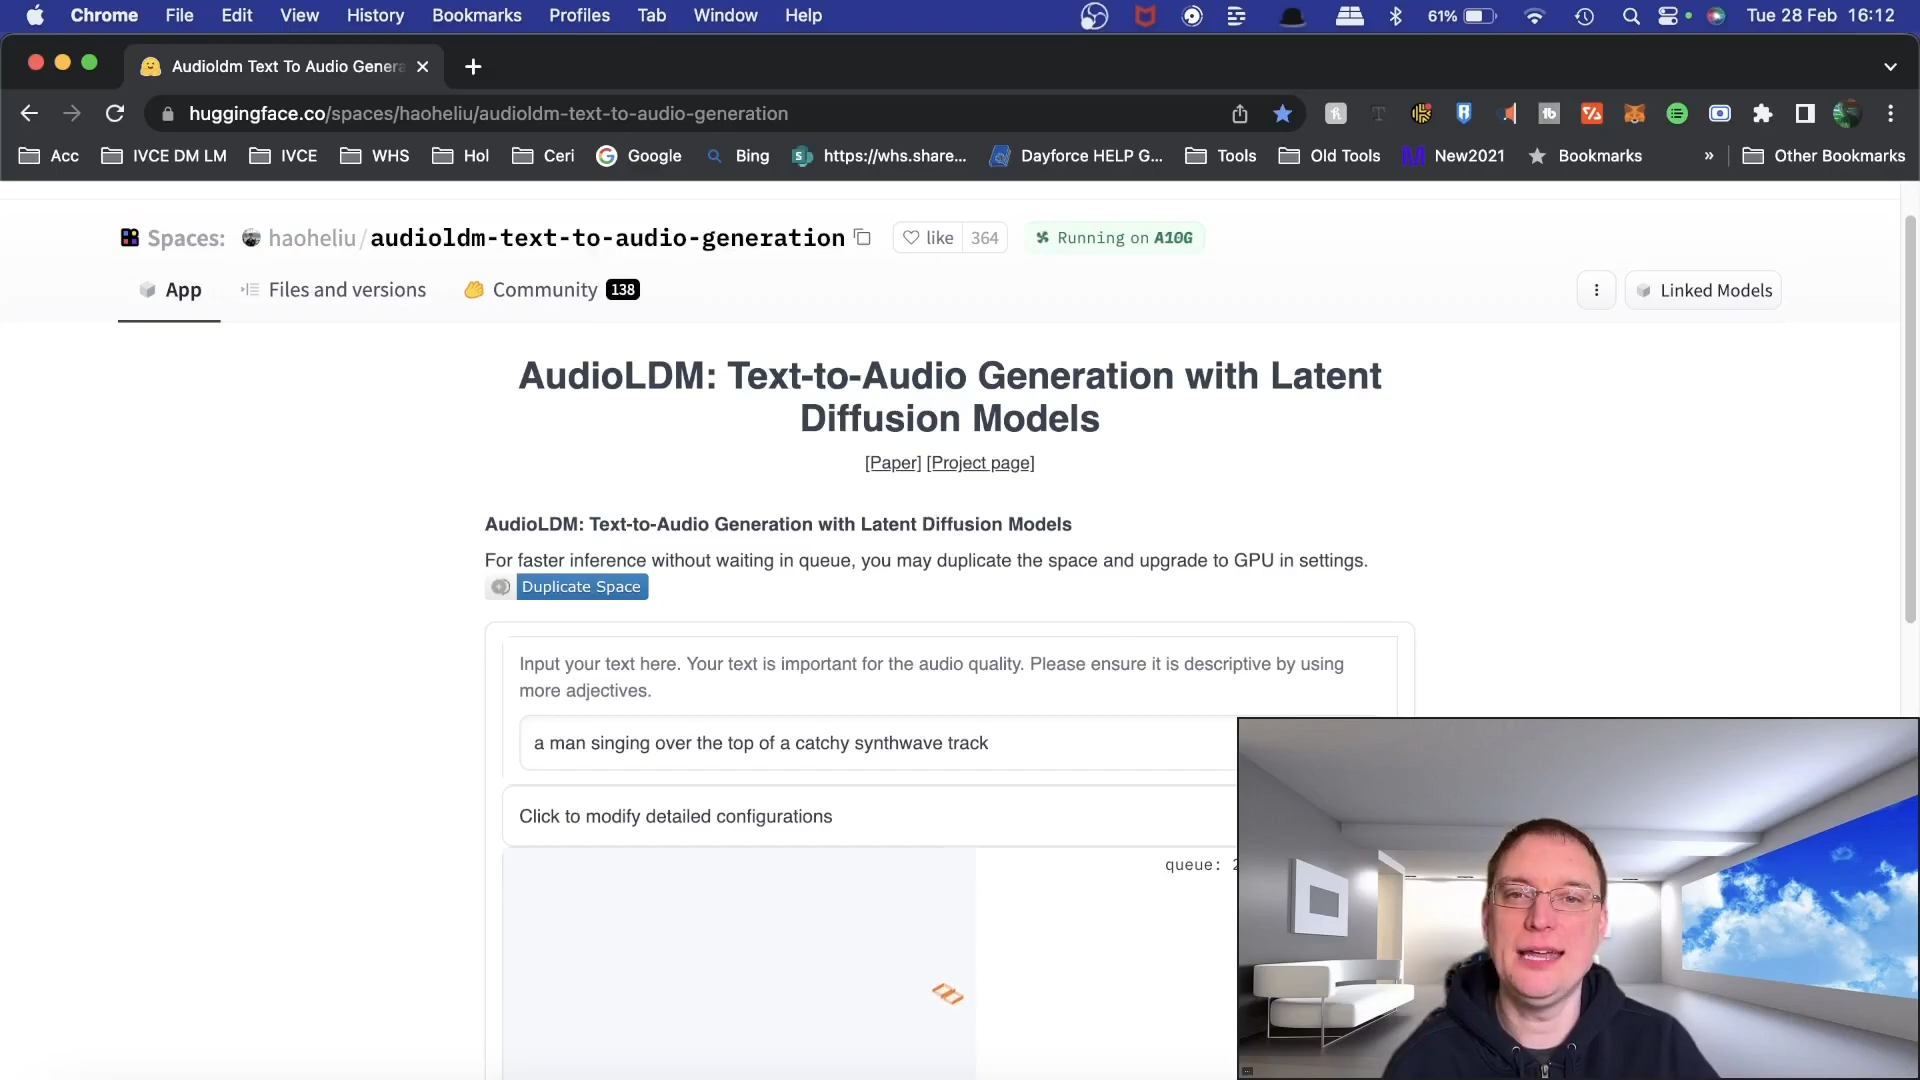 Chrome File Edit View History Bookmarks Profiles Tab Window Help 61% Tue 28 Feb 16:12
Audioldm Text To Audio Genera
huggingface.co/spaces/haoheliu/audioldm-text-to-audio-generation
Acc IVCE DM LM IVCE WHS Hol Ceri Google Bing https://whs.share... Dayforce HELP G... Tools Old Tools New2021 Bookmarks » Other Bookmarks
Spaces: haoheliu/audioldm-text-to-audio-generation like 364 Running on A10G
App Files and versions Community 138 Linked Models
AudioLDM: Text-to-Audio Generation with Latent
Diffusion Models
[Paper] [Project page]
AudioLDM: Text-to-Audio Generation with Latent Diffusion Models
For faster inference without waiting in queue, you may duplicate the space and upgrade to GPU in settings.
Duplicate Space
Input your text here. Your text is important for the audio quality. Please ensure it is descriptive by using
more adjectives.
a man singing over the top of a catchy synthwave track
Click to modify detailed configurations
queue: